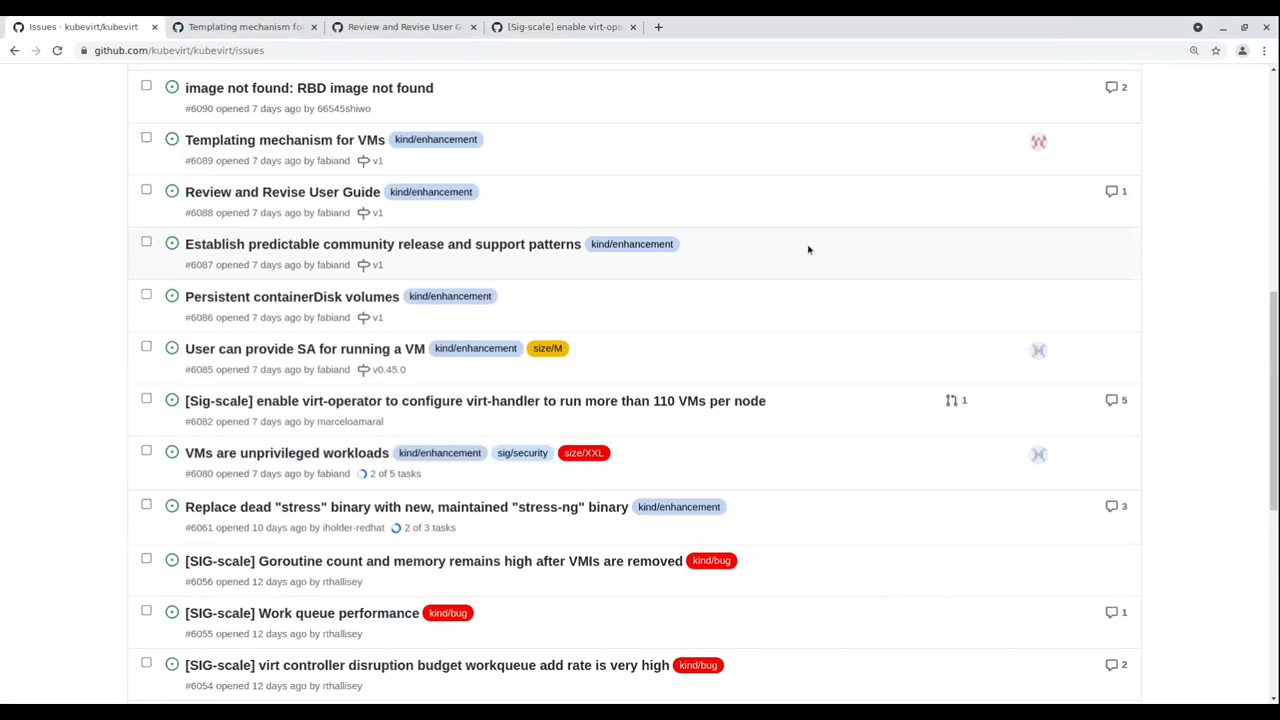 Issues · kubevirt/kubevirt
Templating mechanism fo
Review and Revise User G
[Sig-scale] enable virt-ope
github.com/kubevirt/kubevirt/issues
image not found: RBD image not found
2
#6090 opened 7 days ago by 66545shiwo
Templating mechanism for VMs kind/enhancement
#6089 opened 7 days ago by fabiand v1
Review and Revise User Guide kind/enhancement
1
#6088 opened 7 days ago by fabiand v1
Establish predictable community release and support patterns kind/enhancement
#6087 opened 7 days ago by fabiand v1
Persistent containerDisk volumes kind/enhancement
#6086 opened 7 days ago by fabiand v1
User can provide SA for running a VM kind/enhancement size/M
#6085 opened 7 days ago by fabiand v0.45.0
[Sig-scale] enable virt-operator to configure virt-handler to run more than 110 VMs per node
1
5
#6082 opened 7 days ago by marceloamaral
VMs are unprivileged workloads kind/enhancement sig/security size/XXL
#6080 opened 7 days ago by fabiand 2 of 5 tasks
Replace dead "stress" binary with new, maintained "stress-ng" binary kind/enhancement
3
#6061 opened 10 days ago by iholder-redhat 2 of 3 tasks
[SIG-scale] Goroutine count and memory remains high after VMIs are removed kind/bug
#6056 opened 12 days ago by rthallisey
[SIG-scale] Work queue performance kind/bug
1
#6055 opened 12 days ago by rthallisey
[SIG-scale] virt controller disruption budget workqueue add rate is very high kind/bug
2
#6054 opened 12 days ago by rthallisey